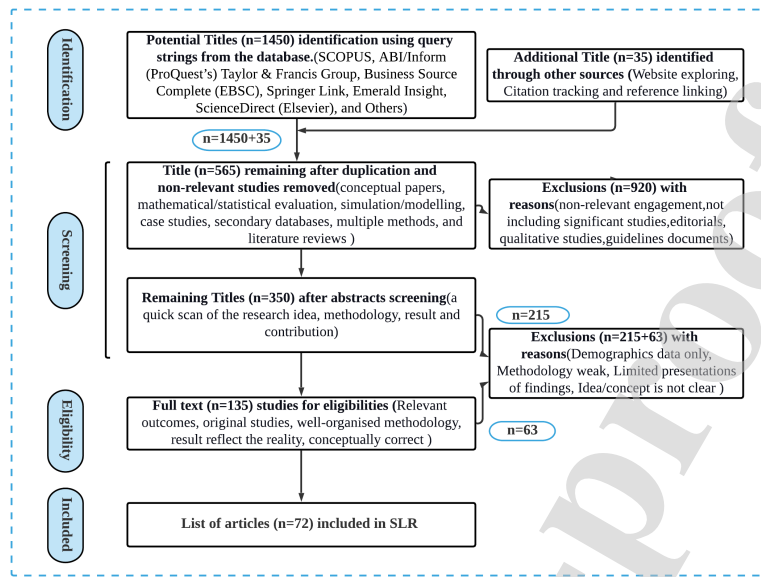 Identification
Potential Titles (n=1450) identification using query
strings from the database.(SCOPUS, ABI/Inform
(ProQuest's) Taylor & Francis Group, Business Source
Complete (EBSC), Springer Link, Emerald Insight,
ScienceDirect (Elsevier), and Others)
Additional Title (n=35) identified
through other sources (Website exploring,
Citation tracking and reference linking)
n=1450+35
Screening
Title (n=565) remaining after duplication and
non-relevant studies removed(conceptual papers,
mathematical/statistical evaluation, simulation/modelling,
case studies, secondary databases, multiple methods, and
literature reviews )
Exclusions (n=920) with
reasons(non-relevant engagement,not
including significant studies,editorials,
qualitative studies,guidelines documents)
Remaining Titles (n=350) after abstracts screening(a
quick scan of the research idea, methodology, result and
contribution)
n=215
Exclusions (n=215+63) with
reasons(Demographics data only,
Methodology weak, Limited presentations
of findings, Idea/concept is not clear )
Eligibility
Full text (n=135) studies for eligibilities (Relevant
outcomes, original studies, well-organised methodology,
result reflect the reality, conceptually correct )
n=63
Included
List of articles (n=72) included in SLR
proof